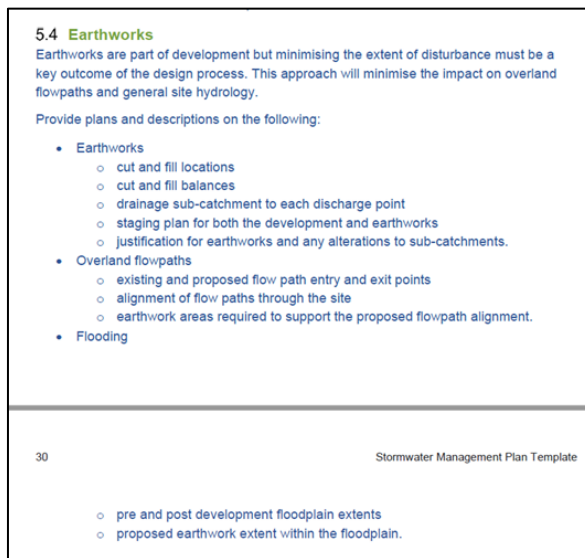 5.4 Earthworks
Earthworks are part of development but minimising the extent of disturbance must be a
key outcome of the design process. This approach will minimise the impact on overland
flowpaths and general site hydrology.
Provide plans and descriptions on the following:
• Earthworks
o cut and fill locations
o cut and fill balances
o drainage sub-catchment to each discharge point
o staging plan for both the development and earthworks
o justification for earthworks and any alterations to sub-catchments.
• Overland flowpaths
o existing and proposed flow path entry and exit points
o alignment of flow paths through the site
o earthwork areas required to support the proposed flowpath alignment.
• Flooding
30 Stormwater Management Plan Template
o pre and post development floodplain extents
o proposed earthwork extent within the floodplain.